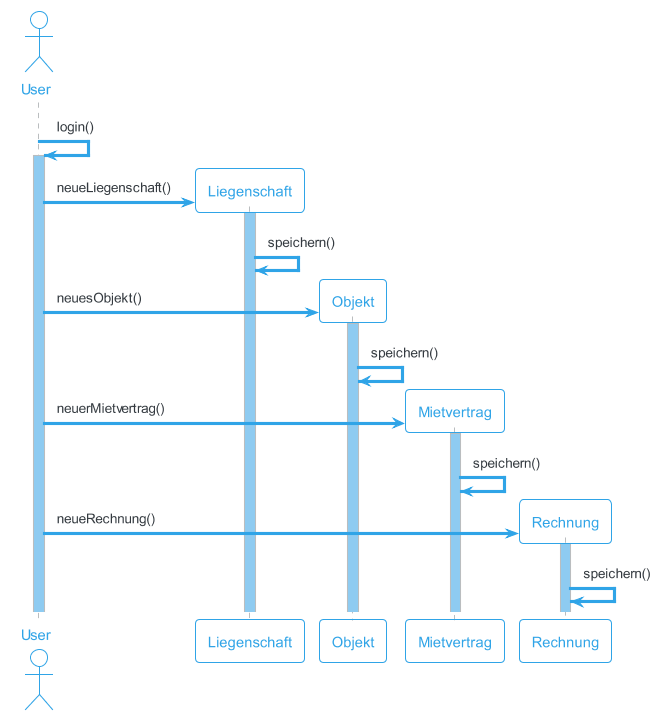 User
login()
neueLiegenschaft()
Liegenschaft
speichern()
neuesObjekt()
Objekt
speichern()
neuerMietvertrag()
Mietvertrag
speichern()
neueRechnung()
Rechnung
speichern()
User
Liegenschaft
Objekt
Mietvertrag
Rechnung